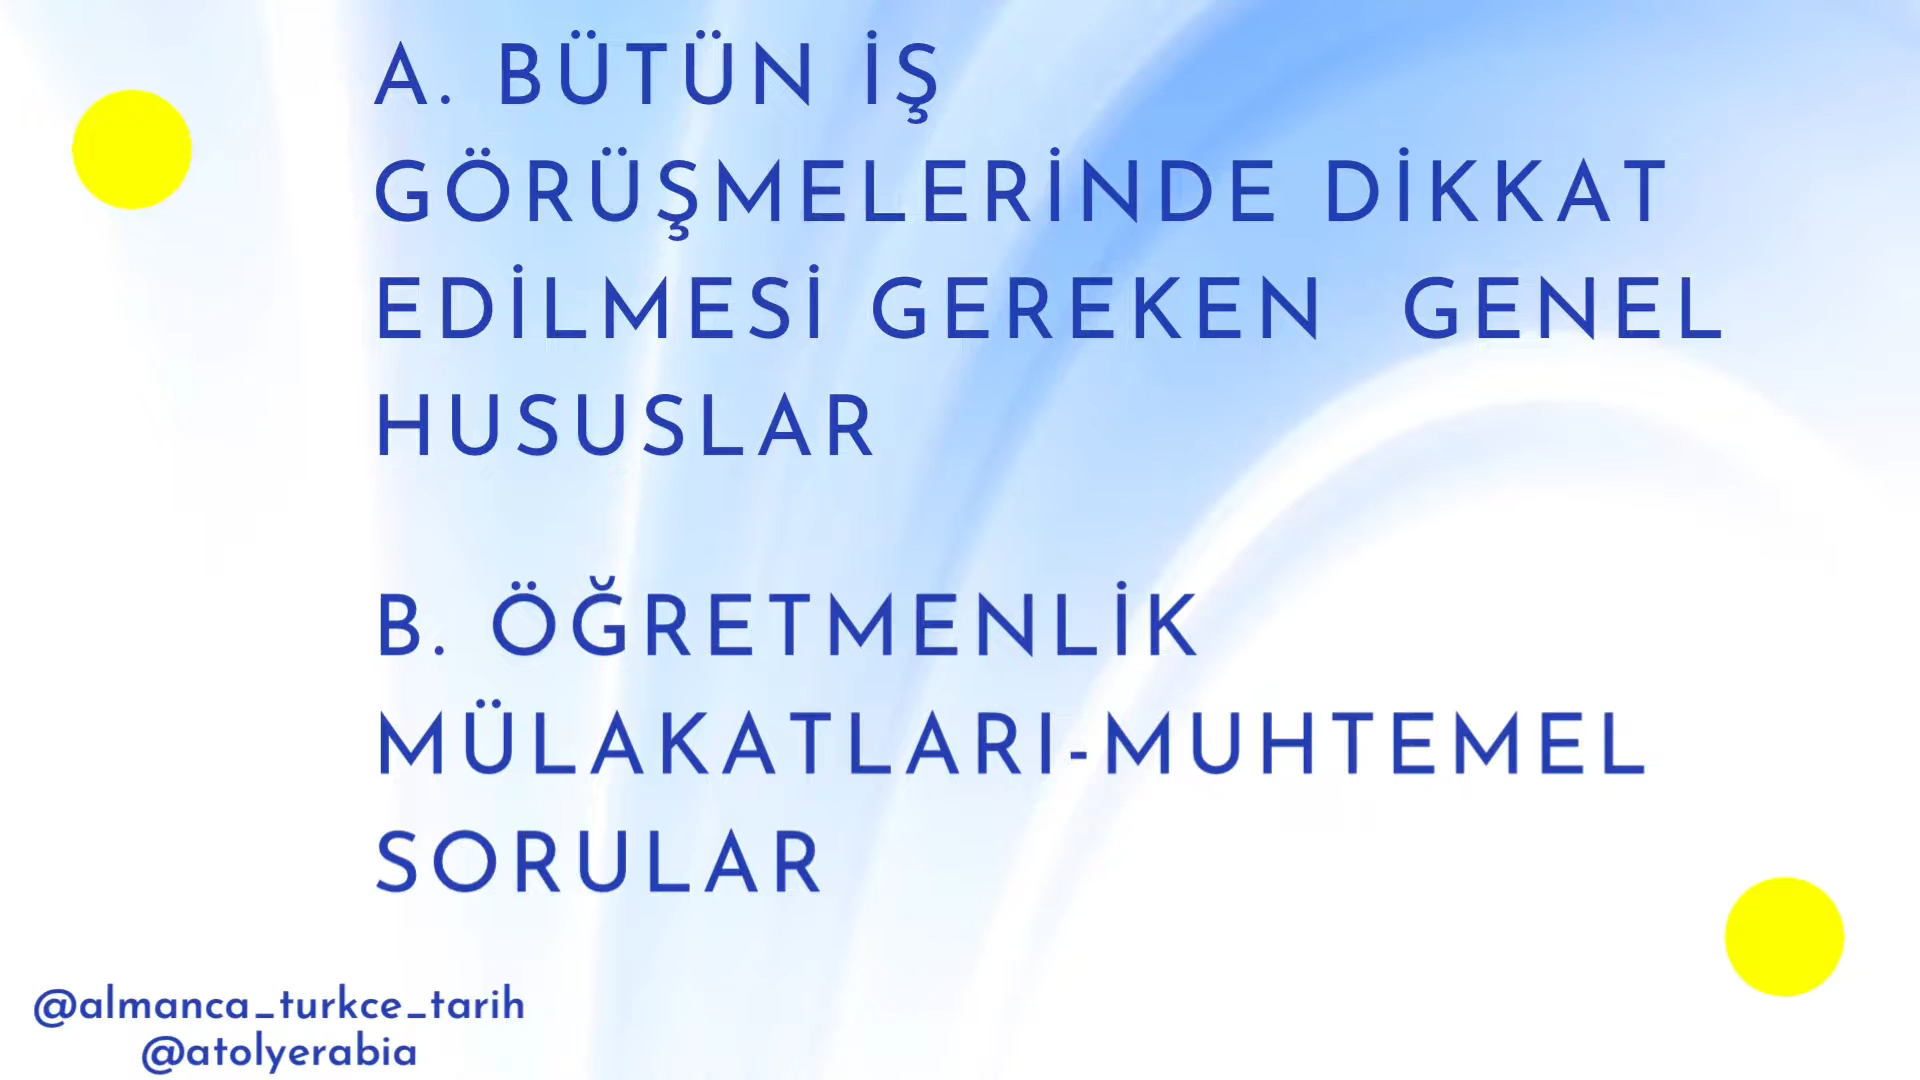 A. BÜTÜN İŞ
GÖRÜŞMELERİNDE DİKKAT
EDİLMESİ GEREKEN  GENEL
HUSUSLAR
B. ÖĞRETMENLİK
MÜLAKATLARI-MUHTEMEL
SORULAR
@almanca_turkce_tarih
@atolyerabia